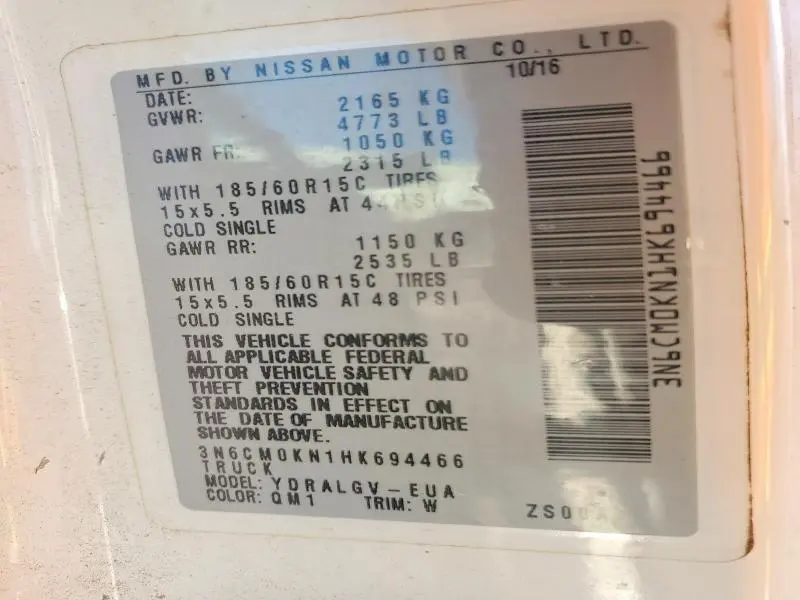 MFD. BY NISSAN MOTOR CO., LTD.
DATE: 10/16
GVWR: 2165 KG
4773 LB
GAWR FR: 1050 KG
2315 LB
WITH 185/60R15C TIRES
15x5.5 RIMS AT
COLD SINGLE
GAWR RR: 1150 KG
2535 LB
WITH 185/60R15C TIRES
15x5.5 RIMS AT 48 PSI
COLD SINGLE
THIS VEHICLE CONFORMS TO
ALL APPLICABLE FEDERAL
MOTOR VEHICLE SAFETY AND
THEFT PREVENTION
STANDARDS IN EFFECT ON
THE DATE OF MANUFACTURE
SHOWN ABOVE.
3N6CM0KN1HK694466
TRUCK
MODEL: YDRALGV-EUA
COLOR: QM1 TRIM: W
3N6CM0KN1HK694466